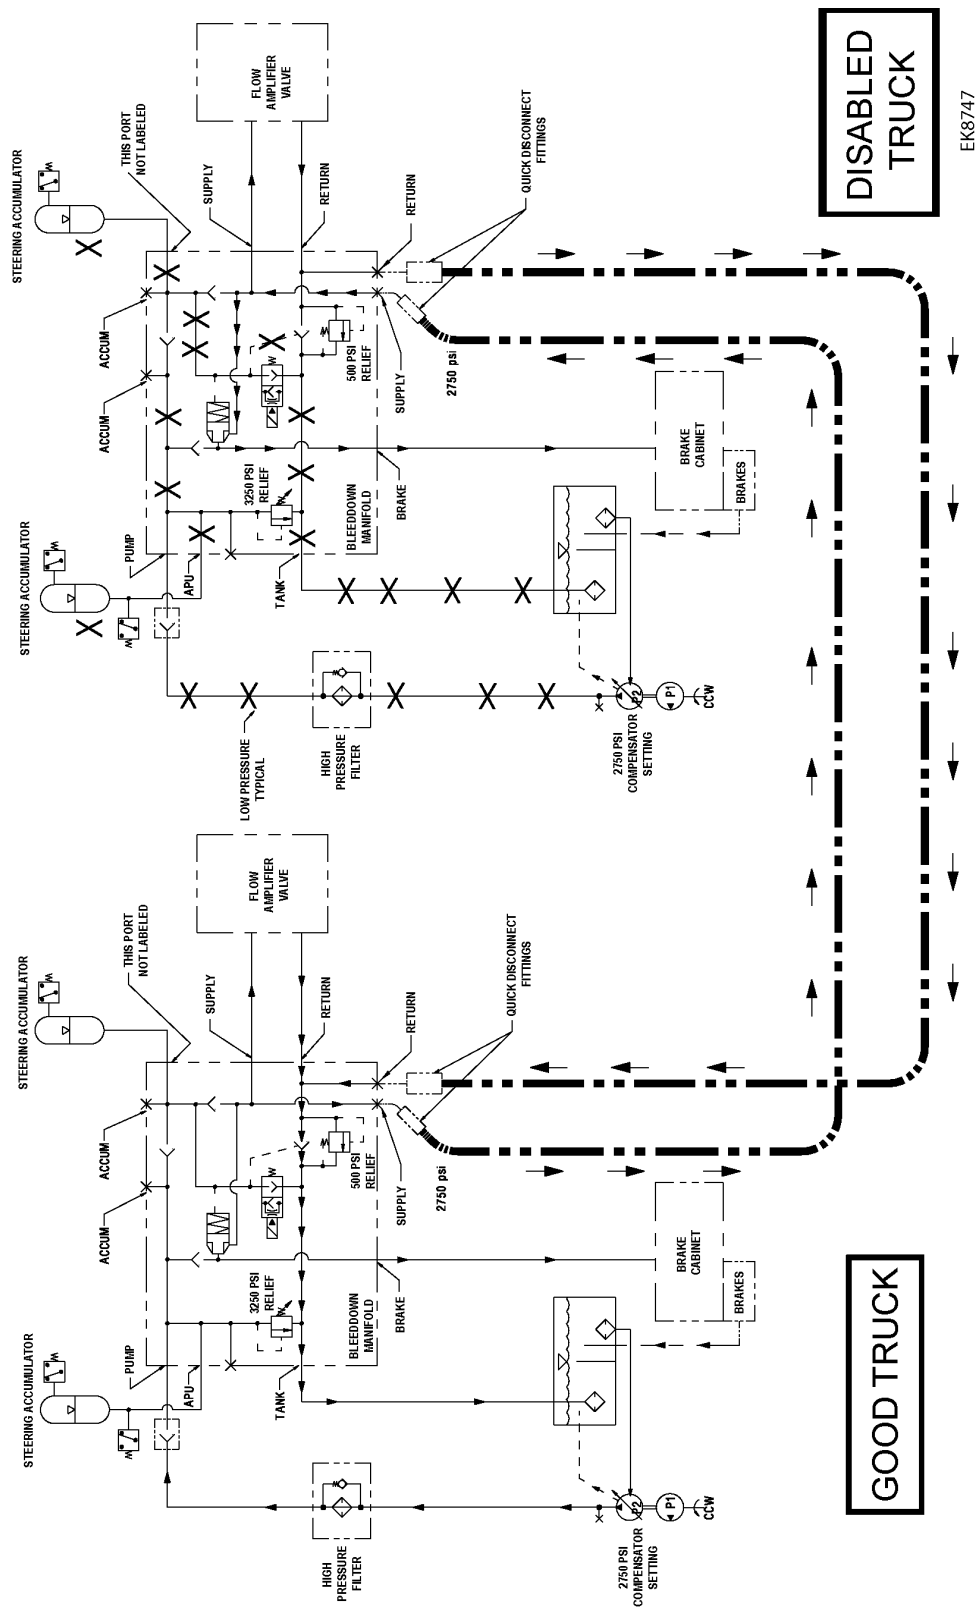 STEERING ACCUMULATOR
W
ACCUM
ACCUM
THIS PORT
NOT LABELED
SUPPLY
FLOW
AMPLIFIER
VALVE
RETURN
RETURN
QUICK DISCONNECT
FITTINGS
W
W
500 PSI
RELIEF
SUPPLY
2750 psi
STEERING ACCUMULATOR
W
W
PUMP
APU
TANK
3250 PSI
RELIEF
W
BLEEDDOWN
MANIFOLD
BRAKE
BRAKE
CABINET
BRAKES
LOW PRESSURE
TYPICAL
HIGH
PRESSURE
FILTER
2750 PSI
COMPENSATOR
SETTING
P2
P1
CCW
DISABLED
TRUCK
EK8747
STEERING ACCUMULATOR
W
ACCUM
ACCUM
THIS PORT
NOT LABELED
SUPPLY
FLOW
AMPLIFIER
VALVE
RETURN
RETURN
QUICK DISCONNECT
FITTINGS
W
W
500 PSI
RELIEF
SUPPLY
2750 psi
STEERING ACCUMULATOR
W
W
PUMP
APU
TANK
3250 PSI
RELIEF
W
BLEEDDOWN
MANIFOLD
BRAKE
BRAKE
CABINET
BRAKES
HIGH
PRESSURE
FILTER
2750 PSI
COMPENSATOR
SETTING
P2
P1
CCW
GOOD TRUCK